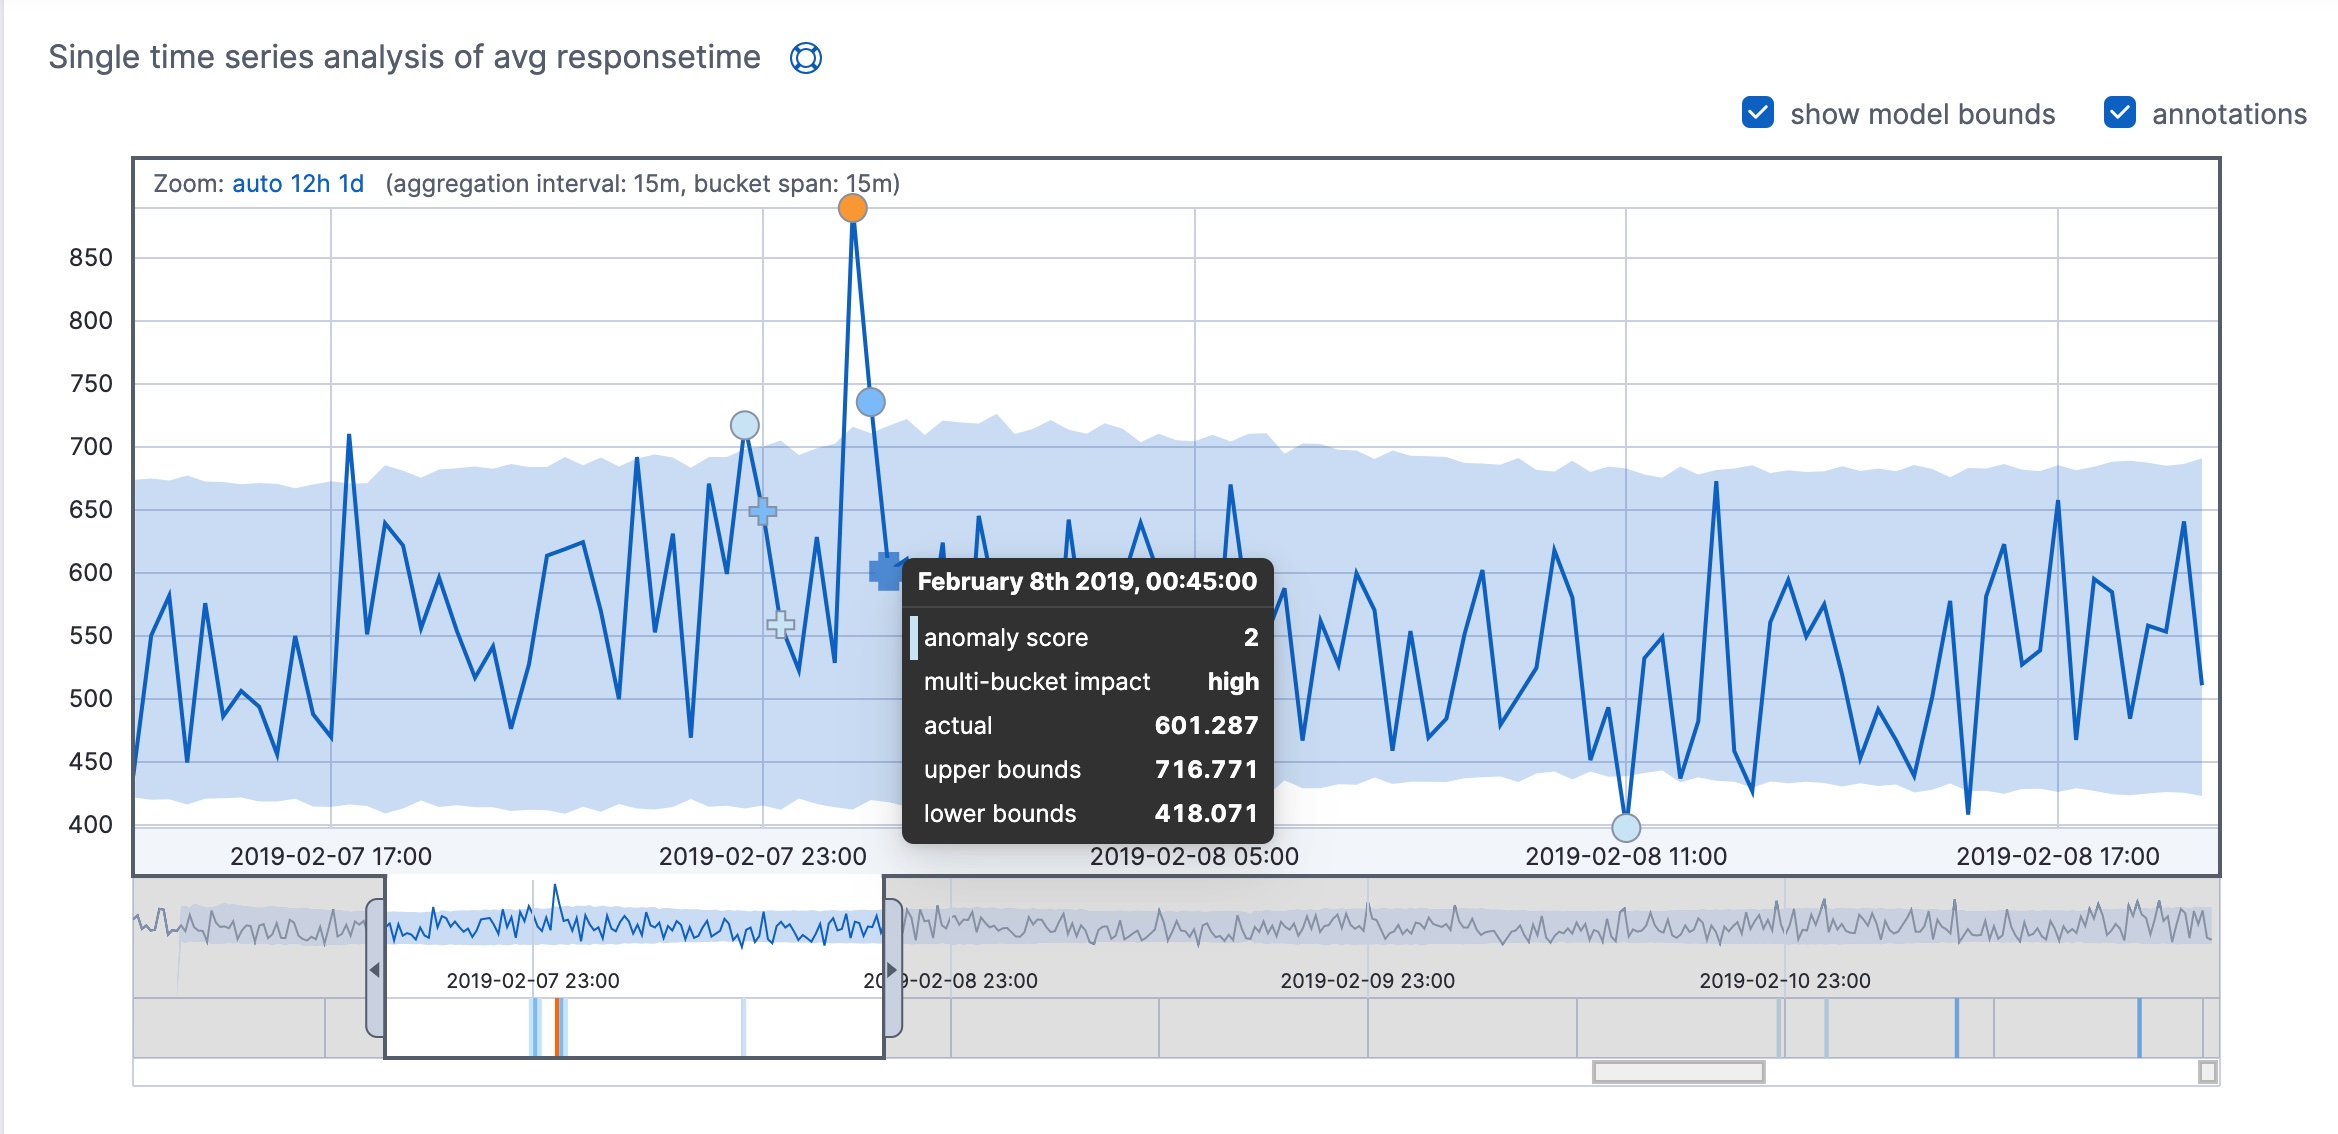 Single time series analysis of avg responsetime
show model bounds annotations
Zoom: auto 12h 1d (aggregation interval: 15m, bucket span: 15m)
850
800
750
700
650
600
550
500
450
400
February 8th 2019, 00:45:00
anomaly score 2
multi-bucket impact high
actual 601.287
upper bounds 716.771
lower bounds 418.071
2019-02-07 17:00 2019-02-07 23:00 2019-02-08 05:00 2019-02-08 11:00 2019-02-08 17:00
2019-02-07 23:00 2019-02-08 23:00 2019-02-09 23:00 2019-02-10 23:00